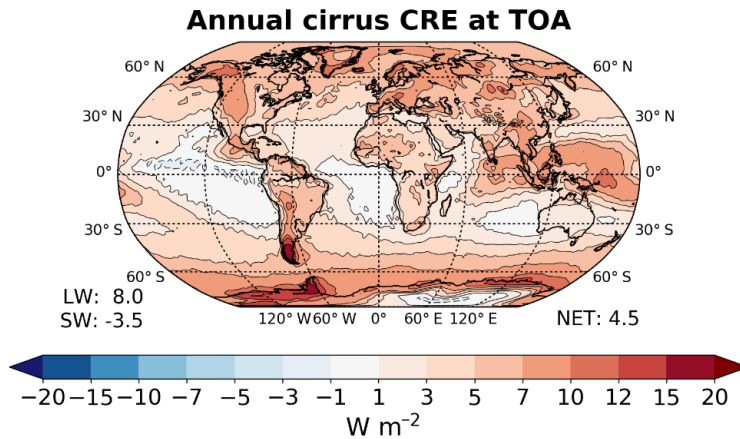 Annual cirrus CRE at TOA
60° N 60° N
30° N 30° N
0° 0°
30° S 30° S
60° S 60° S
LW: 8.0
SW: -3.5
120° W 60° W 0° 60° E 120° E
NET: 4.5
−20 −15 −10 −7 −5 −3 −1 1 3 5 7 10 12 15 20
W m⁻²